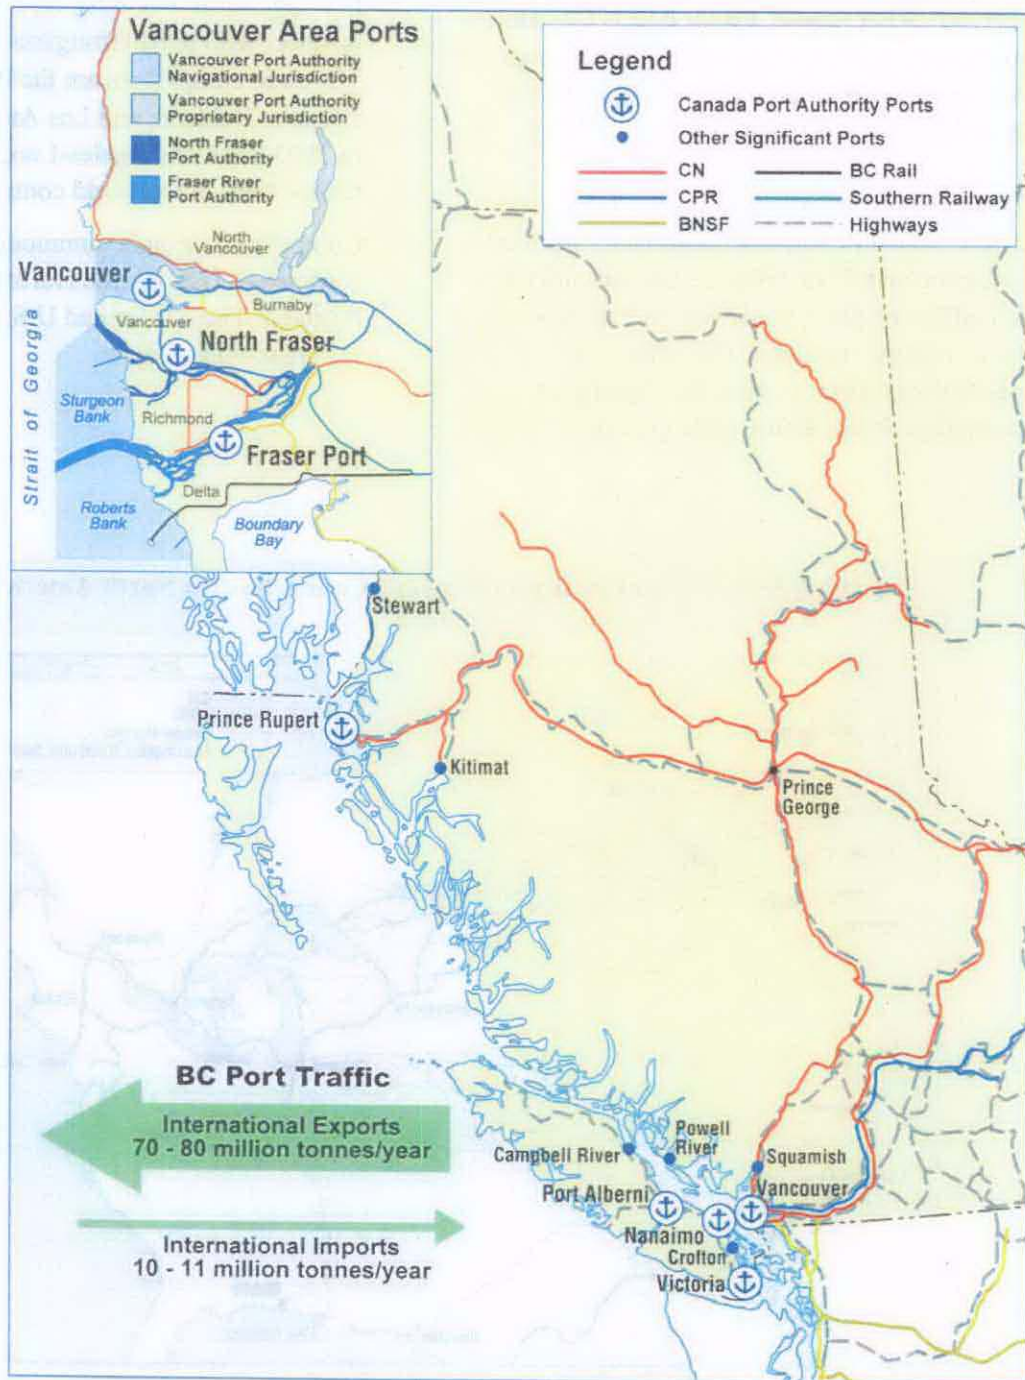 Vancouver Area Ports
Vancouver Port Authority
Navigational Jurisdiction
Vancouver Port Authority
Proprietary Jurisdiction
North Fraser
Port Authority
Fraser River
Port Authority
North
Vancouver
Vancouver
Burnaby
Vancouver
North Fraser
Strait of Georgia
Sturgeon
Bank
Richmond
Fraser Port
Delta
Roberts
Bank
Boundary
Bay
Legend
Canada Port Authority Ports
Other Significant Ports
CN
BC Rail
CPR
Southern Railway
BNSF
Highways
Stewart
Prince Rupert
Kitimat
Prince
George
BC Port Traffic
International Exports
70 - 80 million tonnes/year
International Imports
10 - 11 million tonnes/year
Powell
River
Campbell River
Squamish
Port Alberni
Vancouver
Nanaimo
Crofton
Victoria